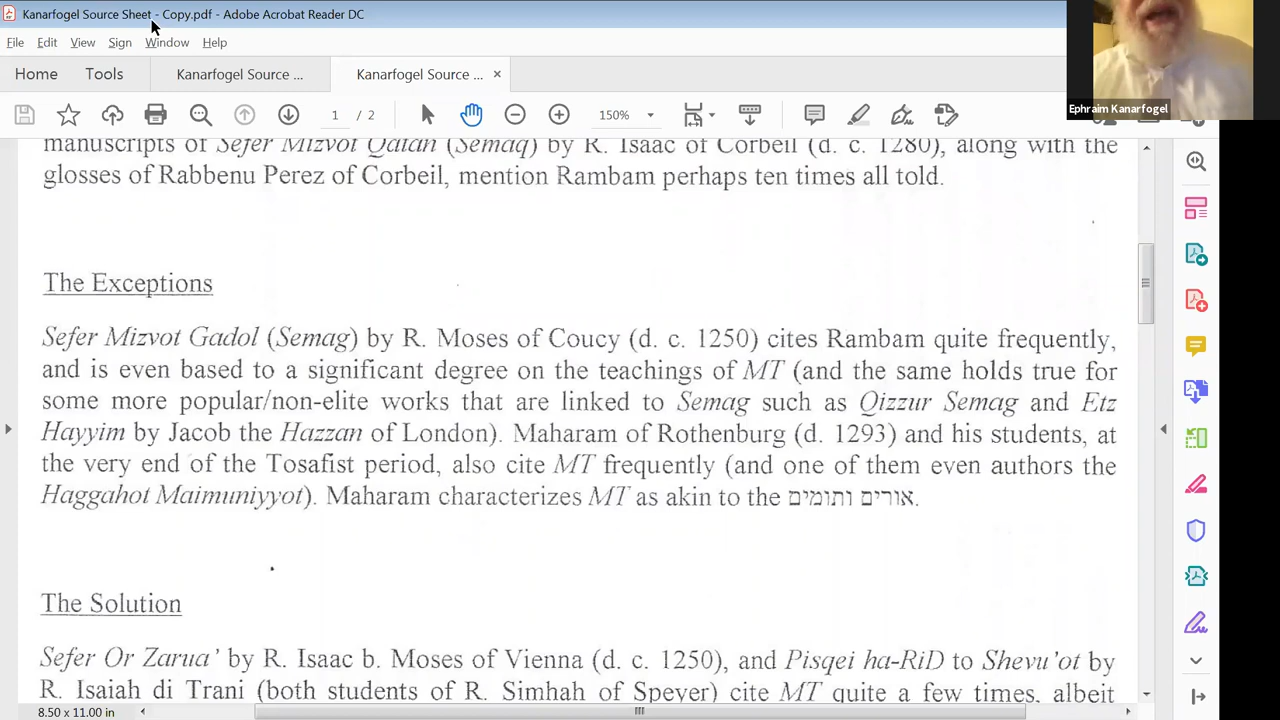 Kanarfogel Source Sheet - Copy.pdf - Adobe Acrobat Reader DC
File Edit View Sign Window Help
Home Tools Kanarfogel Source ... Kanarfogel Source ... ×
1 / 2 150%
Ephraim Kanarfogel
manuscripts of Sefer Mizvot Qatan (Semaq) by R. Isaac of Corbeil (d. c. 1280), along with the
glosses of Rabbenu Perez of Corbeil, mention Rambam perhaps ten times all told.
The Exceptions
Sefer Mizvot Gadol (Semag) by R. Moses of Coucy (d. c. 1250) cites Rambam quite frequently,
and is even based to a significant degree on the teachings of MT (and the same holds true for
some more popular/non-elite works that are linked to Semag such as Qizzur Semag and Etz
Hayyim by Jacob the Hazzan of London). Maharam of Rothenburg (d. 1293) and his students, at
the very end of the Tosafist period, also cite MT frequently (and one of them even authors the
Haggahot Maimuniyyot). Maharam characterizes MT as akin to the אורים ותומים.
The Solution
Sefer Or Zarua' by R. Isaac b. Moses of Vienna (d. c. 1250), and Pisqei ha-RiD to Shevu'ot by
R. Isaiah di Trani (both students of R. Simhah of Speyer) cite MT quite a few times, albeit
8.50 x 11.00 in